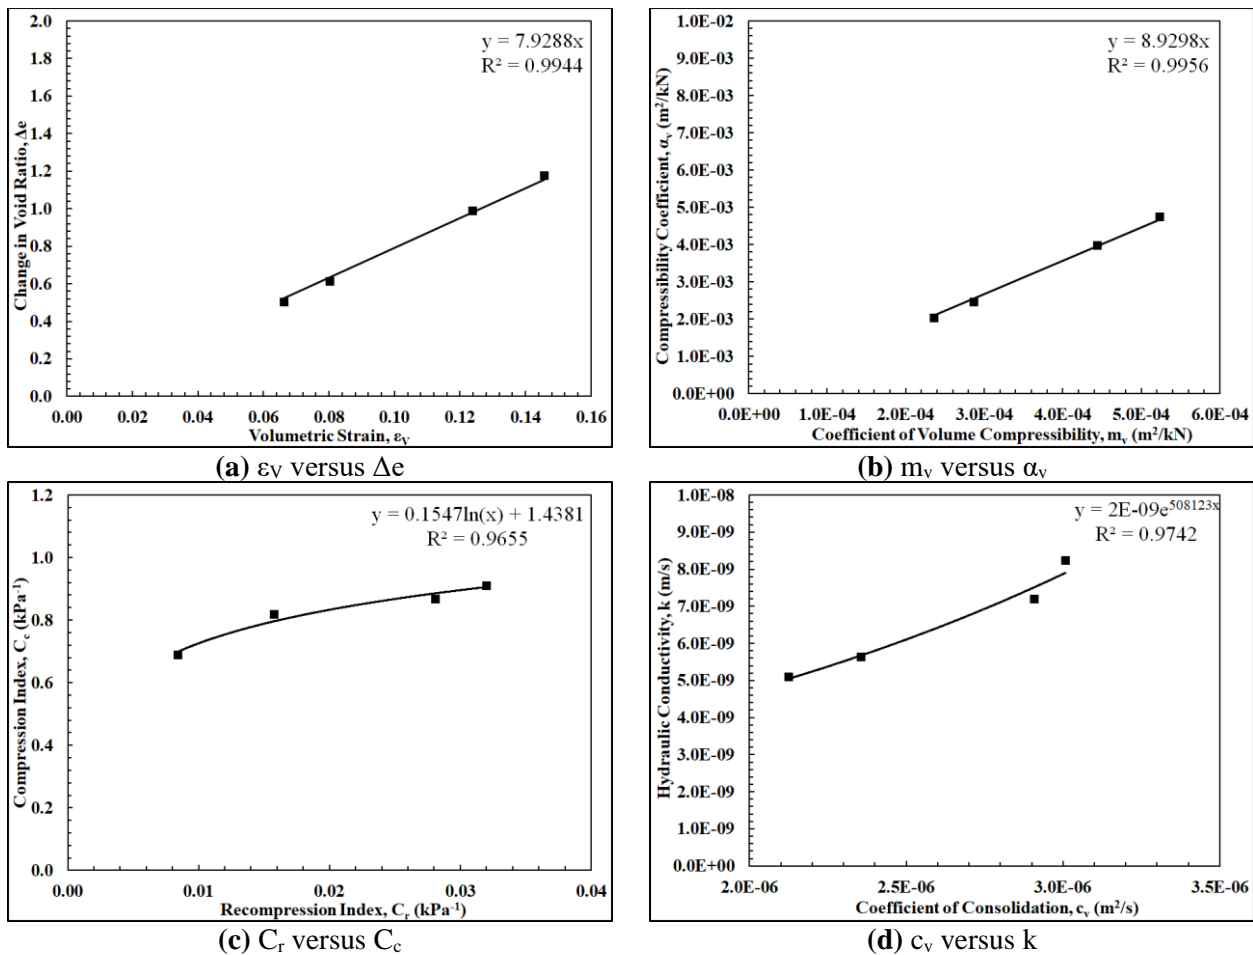 2.0
1.8
1.6
1.4
1.2
1.0
0.8
0.6
0.4
0.2
0.0
Change in Void Ratio, Δe
y = 7.9288x
R² = 0.9944
0.00 0.02 0.04 0.06 0.08 0.10 0.12 0.14 0.16
Volumetric Strain, εV
(a) εV versus Δe
1.0E-02
9.0E-03
8.0E-03
7.0E-03
6.0E-03
5.0E-03
4.0E-03
3.0E-03
2.0E-03
1.0E-03
0.0E+00
Compressibility Coefficient, αv (m²/kN)
y = 8.9298x
R² = 0.9956
0.0E+00 1.0E-04 2.0E-04 3.0E-04 4.0E-04 5.0E-04 6.0E-04
Coefficient of Volume Compressibility, mv (m²/kN)
(b) mv versus αv
1.2
1.0
0.8
0.6
0.4
0.2
0.0
Compression Index, Cc (kPa⁻¹)
y = 0.1547ln(x) + 1.4381
R² = 0.9655
0.00 0.01 0.02 0.03 0.04
Recompression Index, Cr (kPa⁻¹)
(c) Cr versus Cc
1.0E-08
9.0E-09
8.0E-09
7.0E-09
6.0E-09
5.0E-09
4.0E-09
3.0E-09
2.0E-09
1.0E-09
0.0E+00
Hydraulic Conductivity, k (m/s)
y = 2E-09e^508123x
R² = 0.9742
2.0E-06 2.5E-06 3.0E-06 3.5E-06
Coefficient of Consolidation, cv (m²/s)
(d) cv versus k